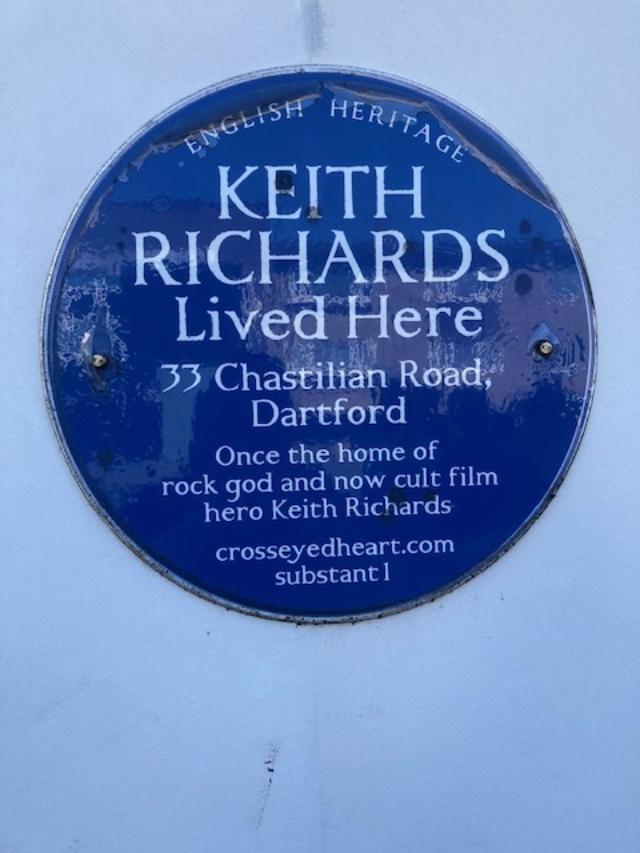 ENGLISH HERITAGE
KEITH
RICHARDS
Lived Here
33 Chastilian Road,
Dartford
Once the home of
rock god and now cult film
hero Keith Richards
crosseyedheart.com
substant1